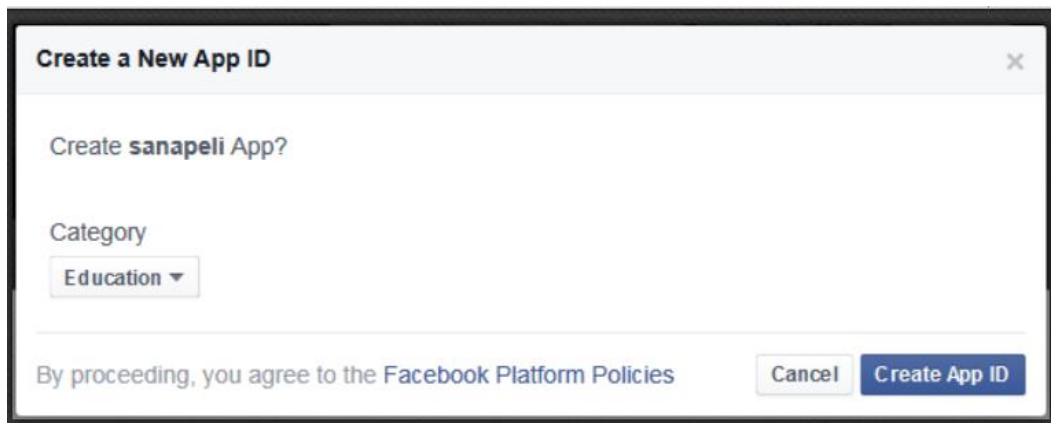 Create a New App ID
Create sanapeli App?
Category
Education
By proceeding, you agree to the Facebook Platform Policies Cancel Create App ID